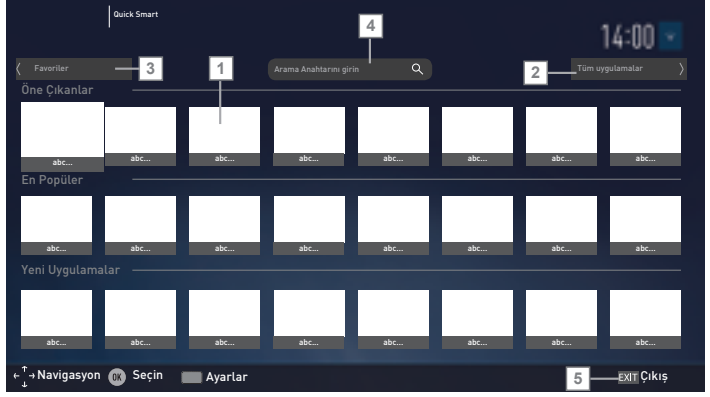 Quick Smart
4
14:00
Favoriler
3
1
Arama Anahtarını girin
2
Tüm uygulamalar
Öne Çıkanlar
abc... abc... abc... abc... abc... abc... abc... abc...
En Popüler
abc... abc... abc... abc... abc... abc... abc... abc...
Yeni Uygulamalar
abc... abc... abc... abc... abc... abc... abc... abc...
Navigasyon OK Seçin Ayarlar 5 EXIT Çıkış